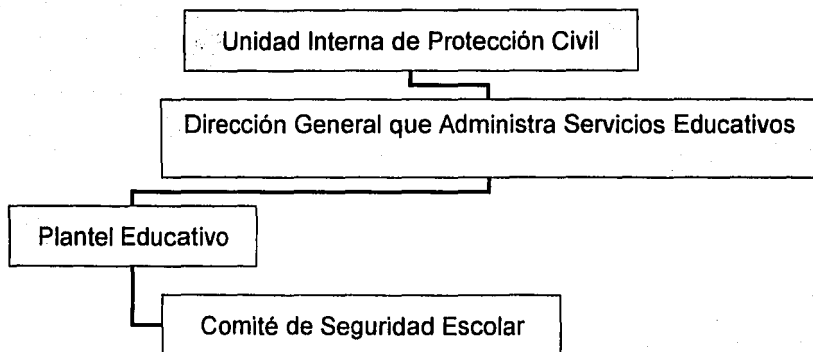 Unidad Interna de Protección Civil
Dirección General que Administra Servicios Educativos
Plantel Educativo
Comité de Seguridad Escolar